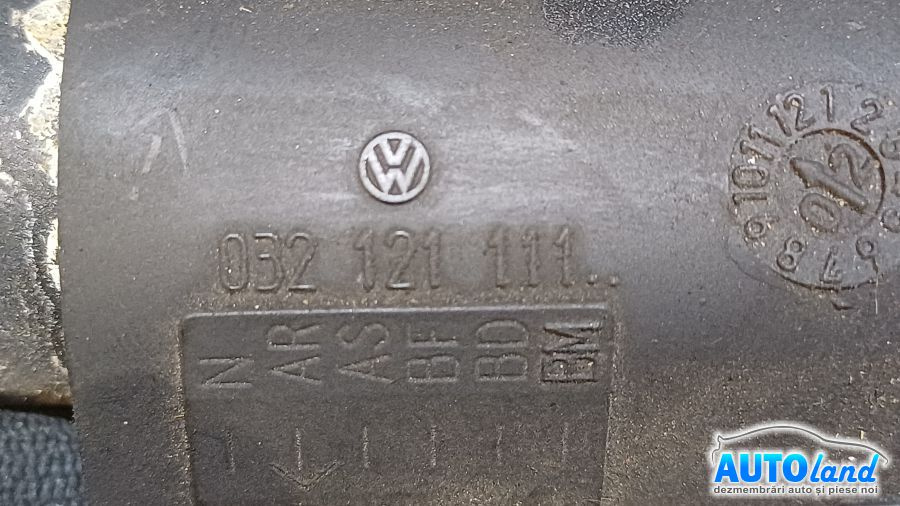 VW
032 121 111..
N AR AS BF BD BM
AUTOland
dezmembrări auto și piese noi